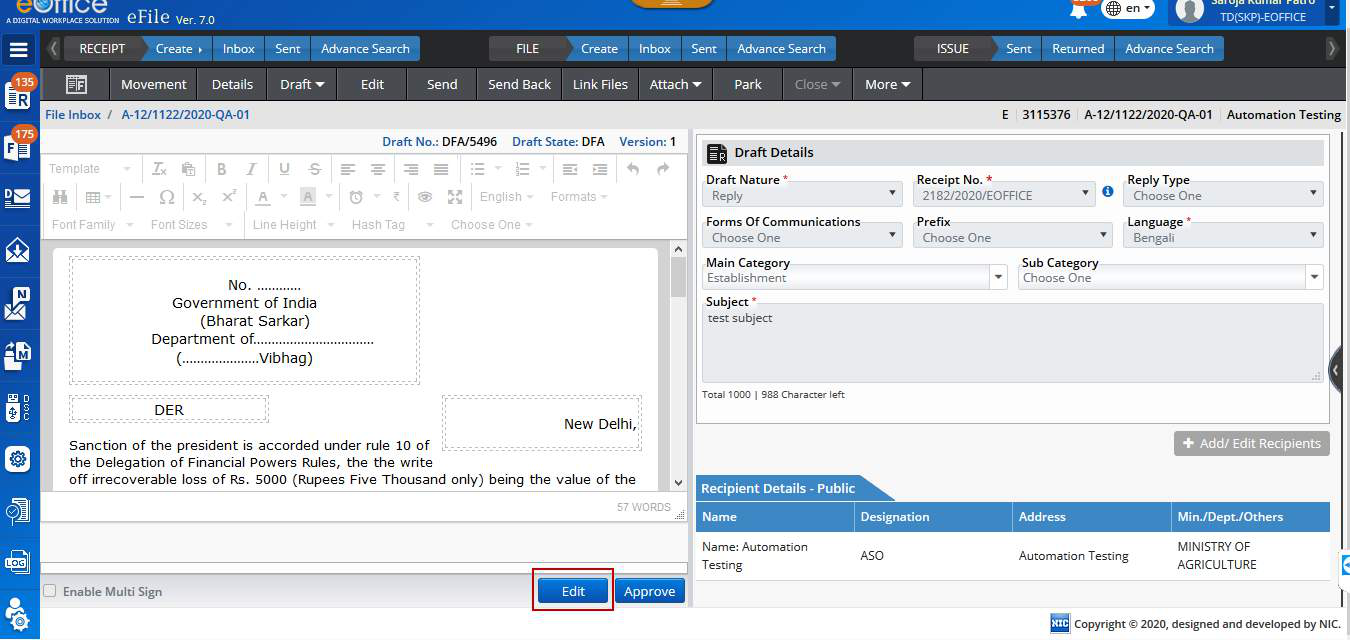 eOffice
A DIGITAL WORKPLACE SOLUTION eFile Ver. 7.0
en
Saroja Kumar Patro
TD(SKP)-EOFFICE
RECEIPT Create Inbox Sent Advance Search FILE Create Inbox Sent Advance Search ISSUE Sent Returned Advance Search
135
R
Movement Details Draft Edit Send Send Back Link Files Attach Park Close More
File Inbox / A-12/1122/2020-QA-01
E 3115376 A-12/1122/2020-QA-01 Automation Testing
175
F
Draft No.: DFA/5496 Draft State: DFA Version: 1
Template
English Formats
Font Family Font Sizes Line Height Hash Tag Choose One
No. ............
Government of India
(Bharat Sarkar)
Department of................................
(.....................Vibhag)
DER
New Delhi,
Sanction of the president is accorded under rule 10 of
the Delegation of Financial Powers Rules, the the write
off irrecoverable loss of Rs. 5000 (Rupees Five Thousand only) being the value of the
57 WORDS
Enable Multi Sign
Edit Approve
D
N
M
DSC
LOG
Draft Details
Draft Nature * Receipt No. * Reply Type
Reply 2182/2020/EOFFICE Choose One
Forms Of Communications Prefix Language *
Choose One Choose One Bengali
Main Category Sub Category
Establishment Choose One
Subject *
test subject
Total 1000 | 988 Character left
+ Add/ Edit Recipients
Recipient Details - Public
Name Designation Address Min./Dept./Others
Name: Automation Testing ASO Automation Testing MINISTRY OF AGRICULTURE
NIC Copyright © 2020, designed and developed by NIC.